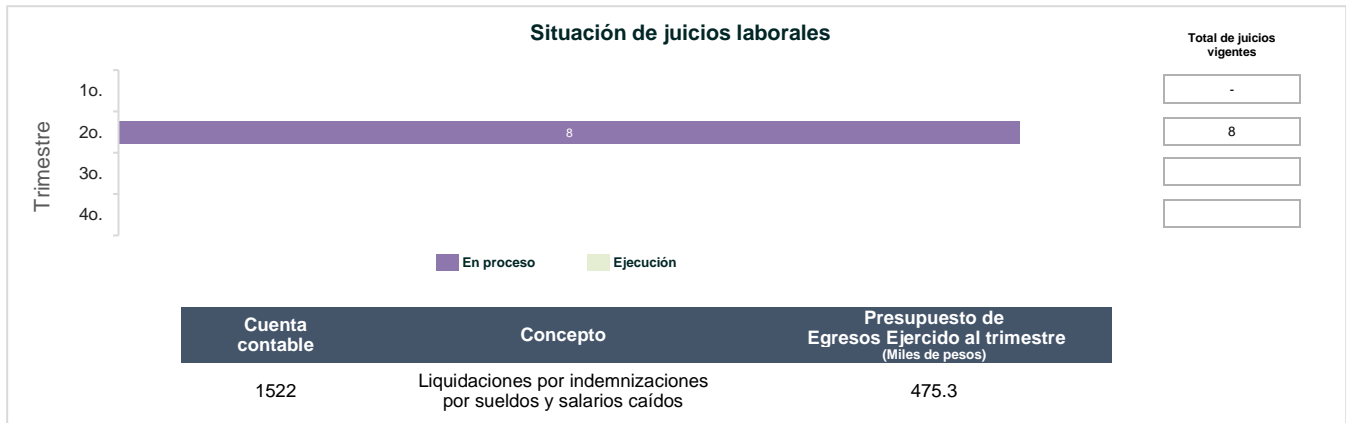 Situación de juicios laborales
Total de juicios
vigentes
Trimestre
1o.
-
2o.
8
8
3o.
4o.
En proceso
Ejecución
Cuenta
contable
Concepto
Presupuesto de
Egresos Ejercido al trimestre
(Miles de pesos)
1522
Liquidaciones por indemnizaciones
por sueldos y salarios caídos
475.3